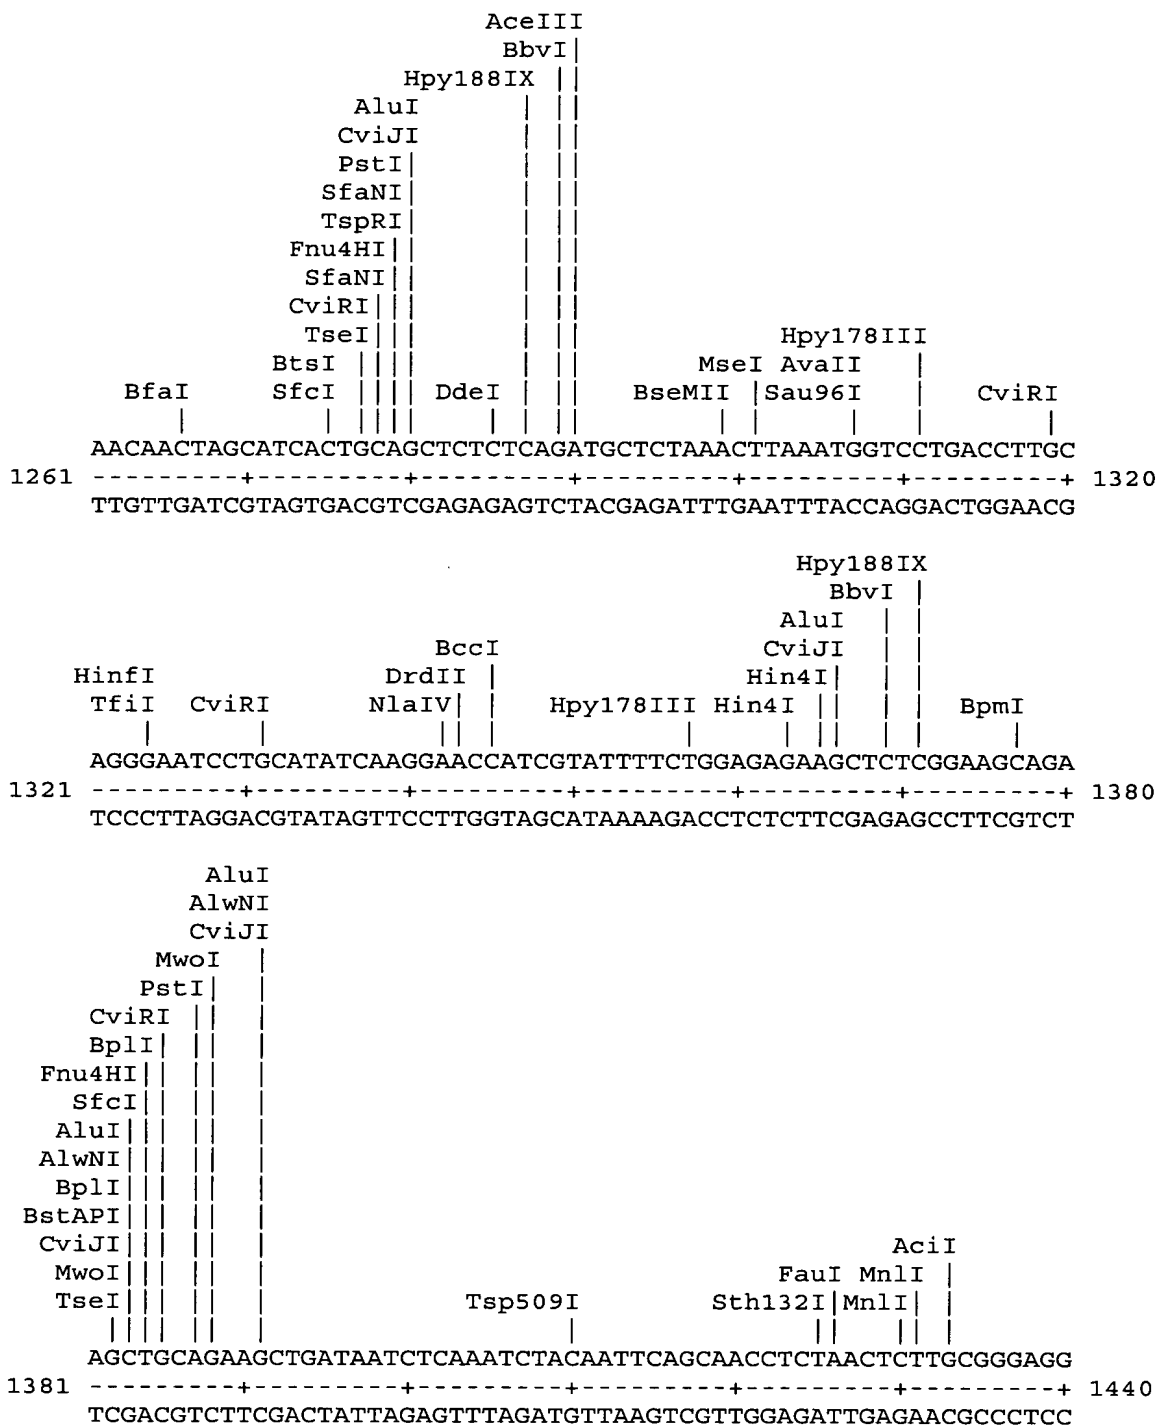 AceIII
BbvI
Hpy188IX
AluI
CviJI
PstI
SfaNI
TspRI
Fnu4HI
SfaNI
CviRI
TseI Hpy178III
BtsI MseI AvaII
BfaI SfcI DdeI BseMII Sau96I CviRI
AACAACTAGCATCACTGCAGCTCTCTCAGATGCTCTAAACTTAAATGGTCCTGACCTTGC
1261 ---------+---------+---------+---------+---------+---------+ 1320
TTGTTGATCGTAGTGACGTCGAGAGAGTCTACGAGATTTGAATTTACCAGGACTGGAACG
Hpy188IX
BbvI
AluI
BccI CviJI
HinfI DrdII Hin4I
TfiI CviRI NlaIV Hpy178III Hin4I BpmI
AGGGAATCCTGCATATCAAGGAACCATCGTATTTTCTGGAGAGAAGCTCTCGGAAGCAGA
1321 ---------+---------+---------+---------+---------+---------+ 1380
TCCCTTAGGACGTATAGTTCCTTGGTAGCATAAAAGACCTCTCTTCGAGAGCCTTCGTCT
AluI
AlwNI
CviJI
MwoI
PstI
CviRI
BplI
Fnu4HI
SfcI
AluI
AlwNI
BplI
BstAPI
CviJI AciI
MwoI FauI MnlI
TseI Tsp509I Sth132I MnlI
AGCTGCAGAAGCTGATAATCTCAAATCTACAATTCAGCAACCTCTAACTCTTGCGGGAGG
1381 ---------+---------+---------+---------+---------+---------+ 1440
TCGACGTCTTCGACTATTAGAGTTTAGATGTTAAGTCGTTGGAGATTGAGAACGCCCTCC